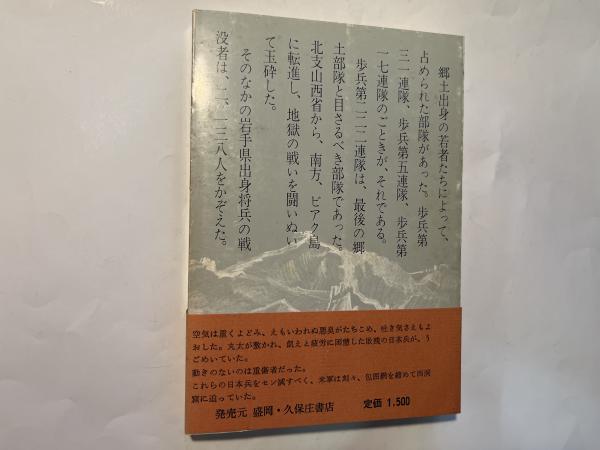 郷土出身の若者たちによって、
占められた部隊があった。歩兵第
三一連隊、歩兵第五連隊、歩兵第
一七連隊のごときが、それである。
歩兵第二二二連隊は、最後の郷
土部隊と目さるべき部隊であった。
北支山西省から、南方、ビアク島
に転進し、地獄の戦いを闘いぬい
て玉砕した。
そのなかの岩手県出身将兵の戦
没者は、二、一三八人をかぞえた。
空気は重くよどみ、えもいわれぬ悪臭がたちこめ、吐き気さえもよ
おした。丸太が敷かれ、飢えと疲労に困憊した敗残の日本兵が、う
ごめいていた。
動きのないのは重傷者だった。
これらの日本兵をセン滅すべく、米軍は刻々、包囲網を縮めて西洞
窟に迫っていた。
発売元 盛岡・久保庄書店
定価 1,500